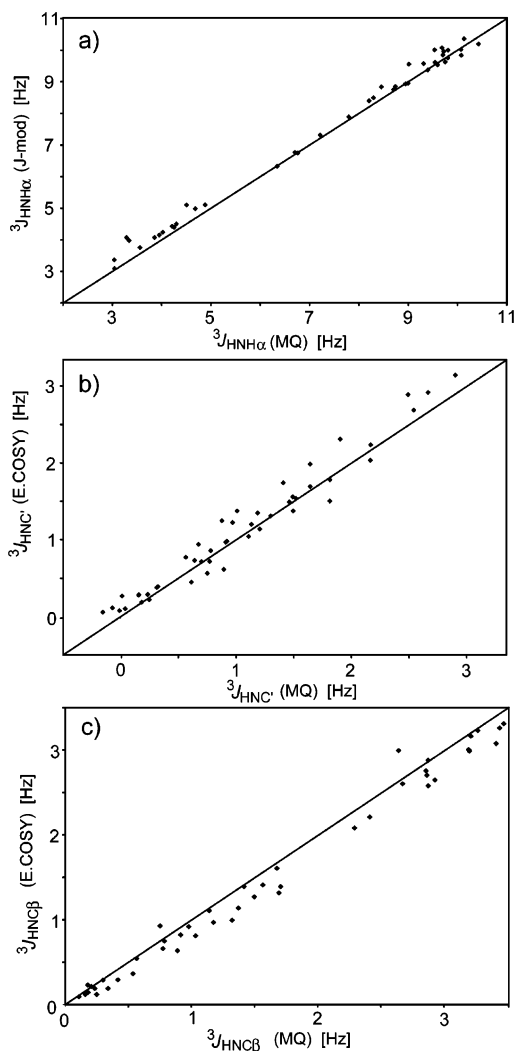 a)
³J_HNHα (J-mod) [Hz]
11
9
7
5
3
3 5 7 9 11
³J_HNHα (MQ) [Hz]
b)
³J_HNC' (E.COSY) [Hz]
3
2
1
0
0 1 2 3
³J_HNC' (MQ) [Hz]
c)
³J_HNCβ (E.COSY) [Hz]
3
2
1
0
0 1 2 3
³J_HNCβ (MQ) [Hz]